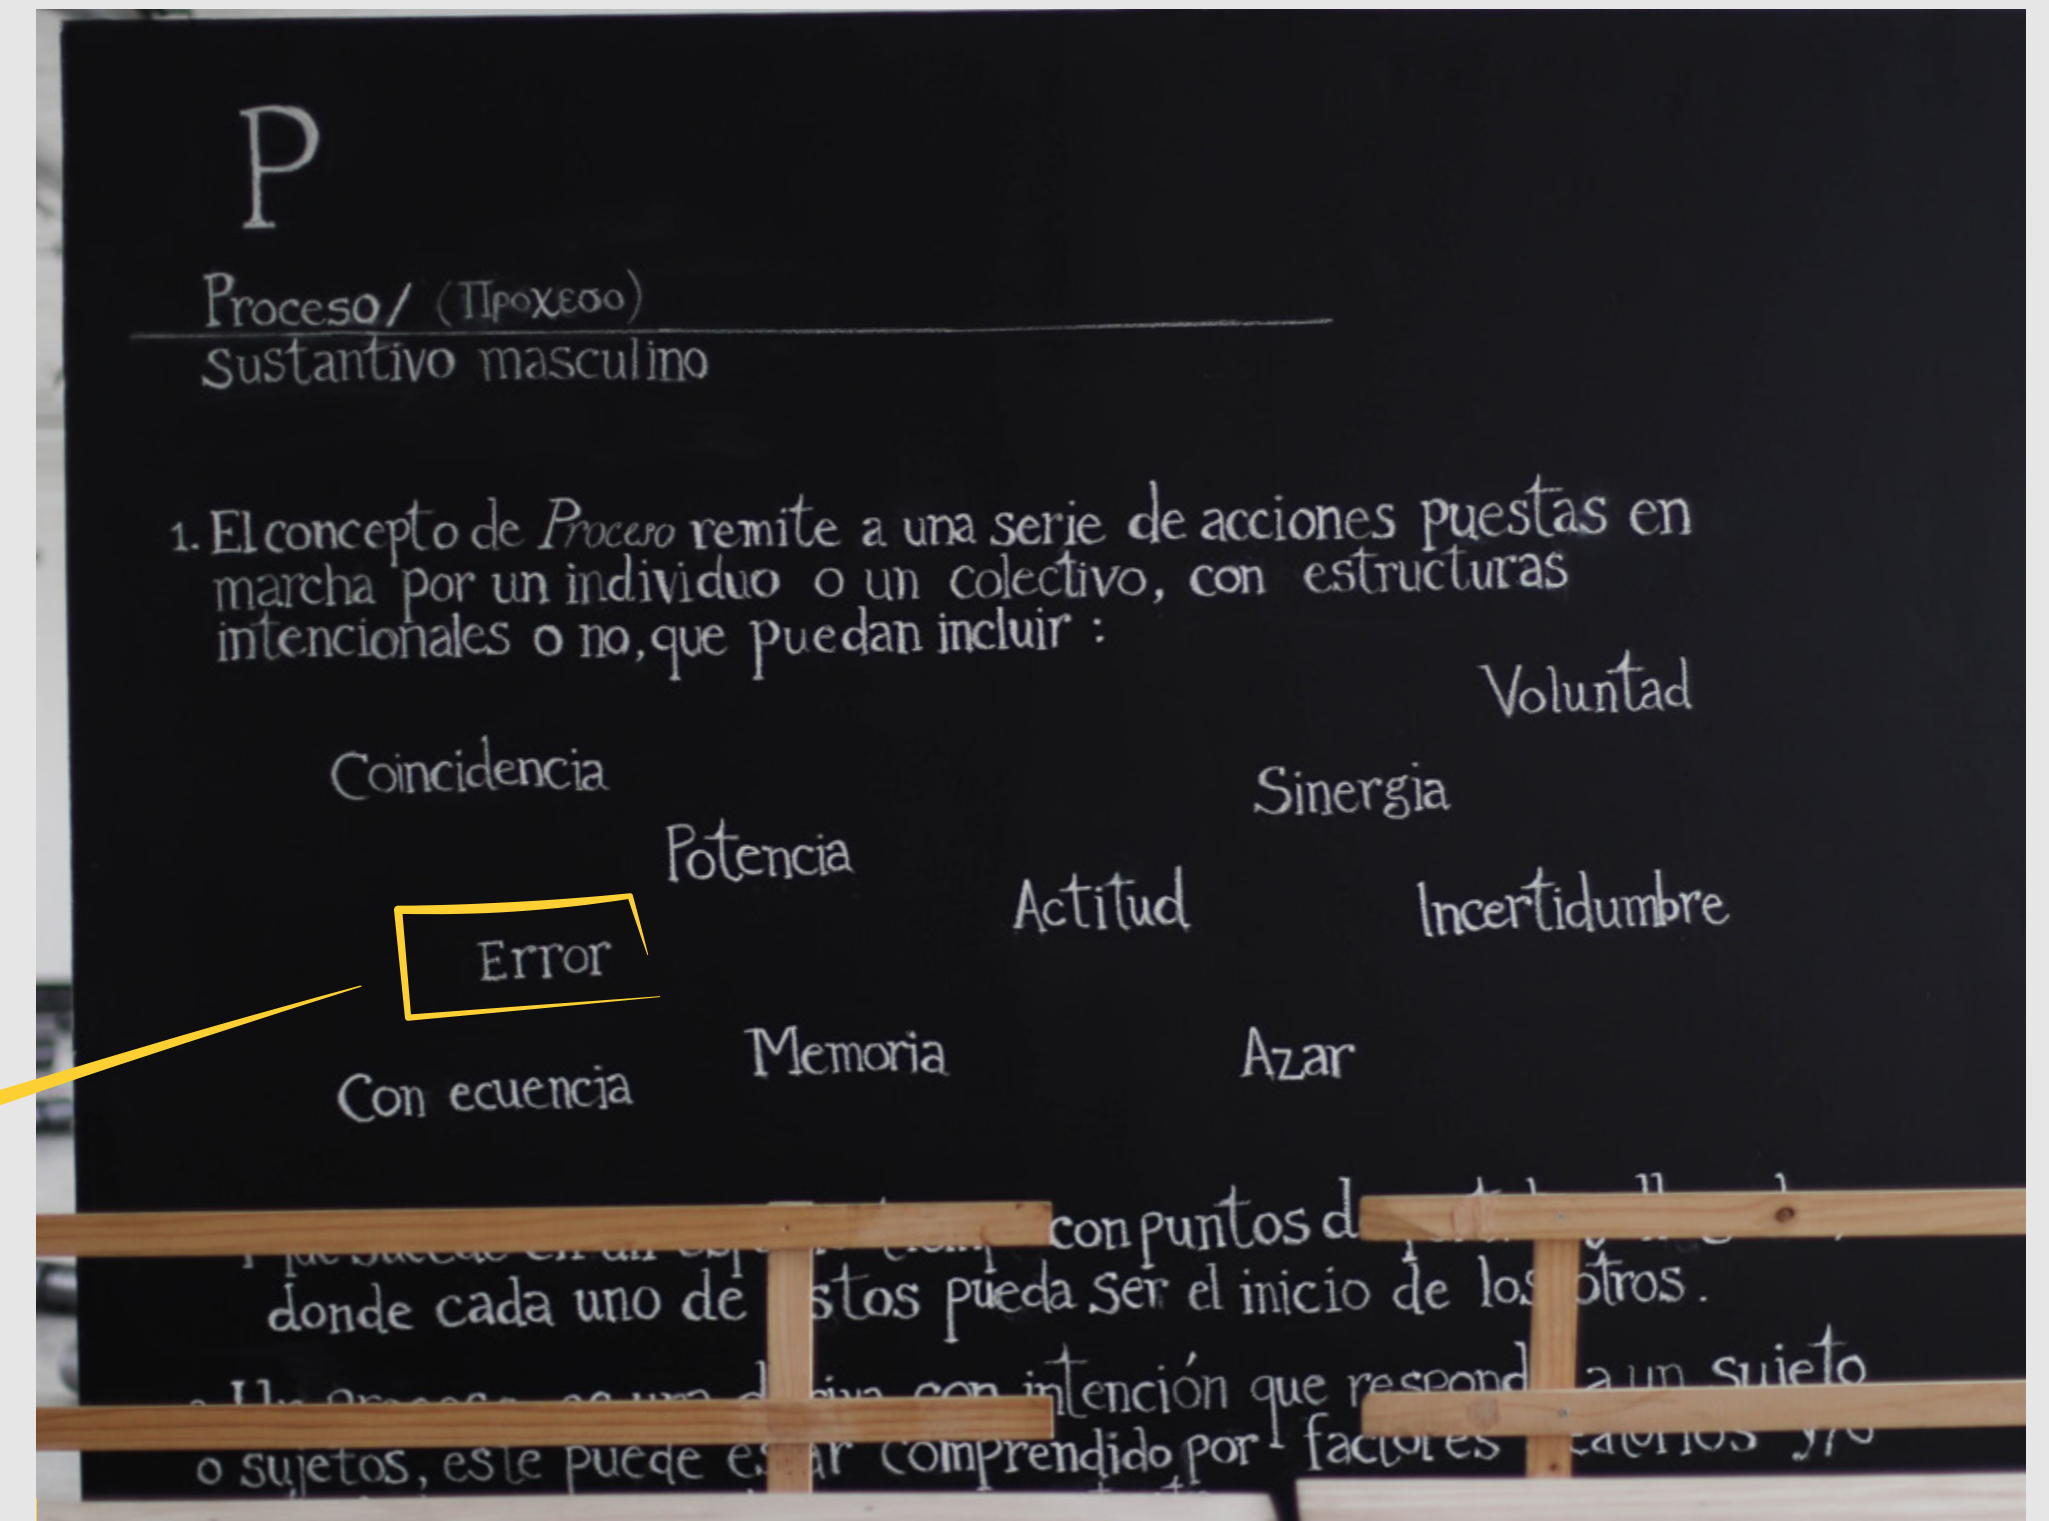 P
Proceso/ (Προχεσο)
Sustantivo masculino
1. El concepto de Proceso remite a una serie de acciones puestas en
marcha por un individuo o un colectivo, con estructuras
intencionales o no, que puedan incluir :
Voluntad
Coincidencia
Sinergia
Potencia
Actitud
Incertidumbre
Error
Memoria
Azar
Con ecuencia
con puntos
donde cada uno de stos pueda ser el inicio de los otros.
con intención que respond a un sujeto
o sujetos, este puede comprendido por factores